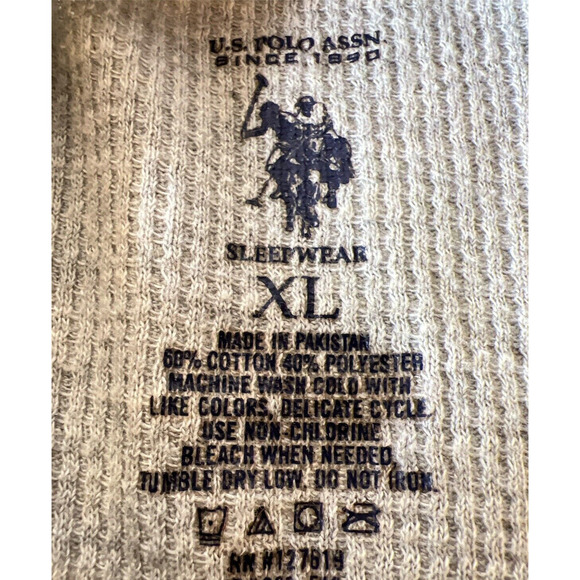 U.S. POLO ASSN.
SINCE 1890
SLEEPWEAR
XL
MADE IN PAKISTAN
60% COTTON 40% POLYESTER
MACHINE WASH COLD WITH
LIKE COLORS, DELICATE CYCLE.
USE NON-CHLORINE
BLEACH WHEN NEEDED,
TUMBLE DRY LOW. DO NOT IRON.
RN #127619